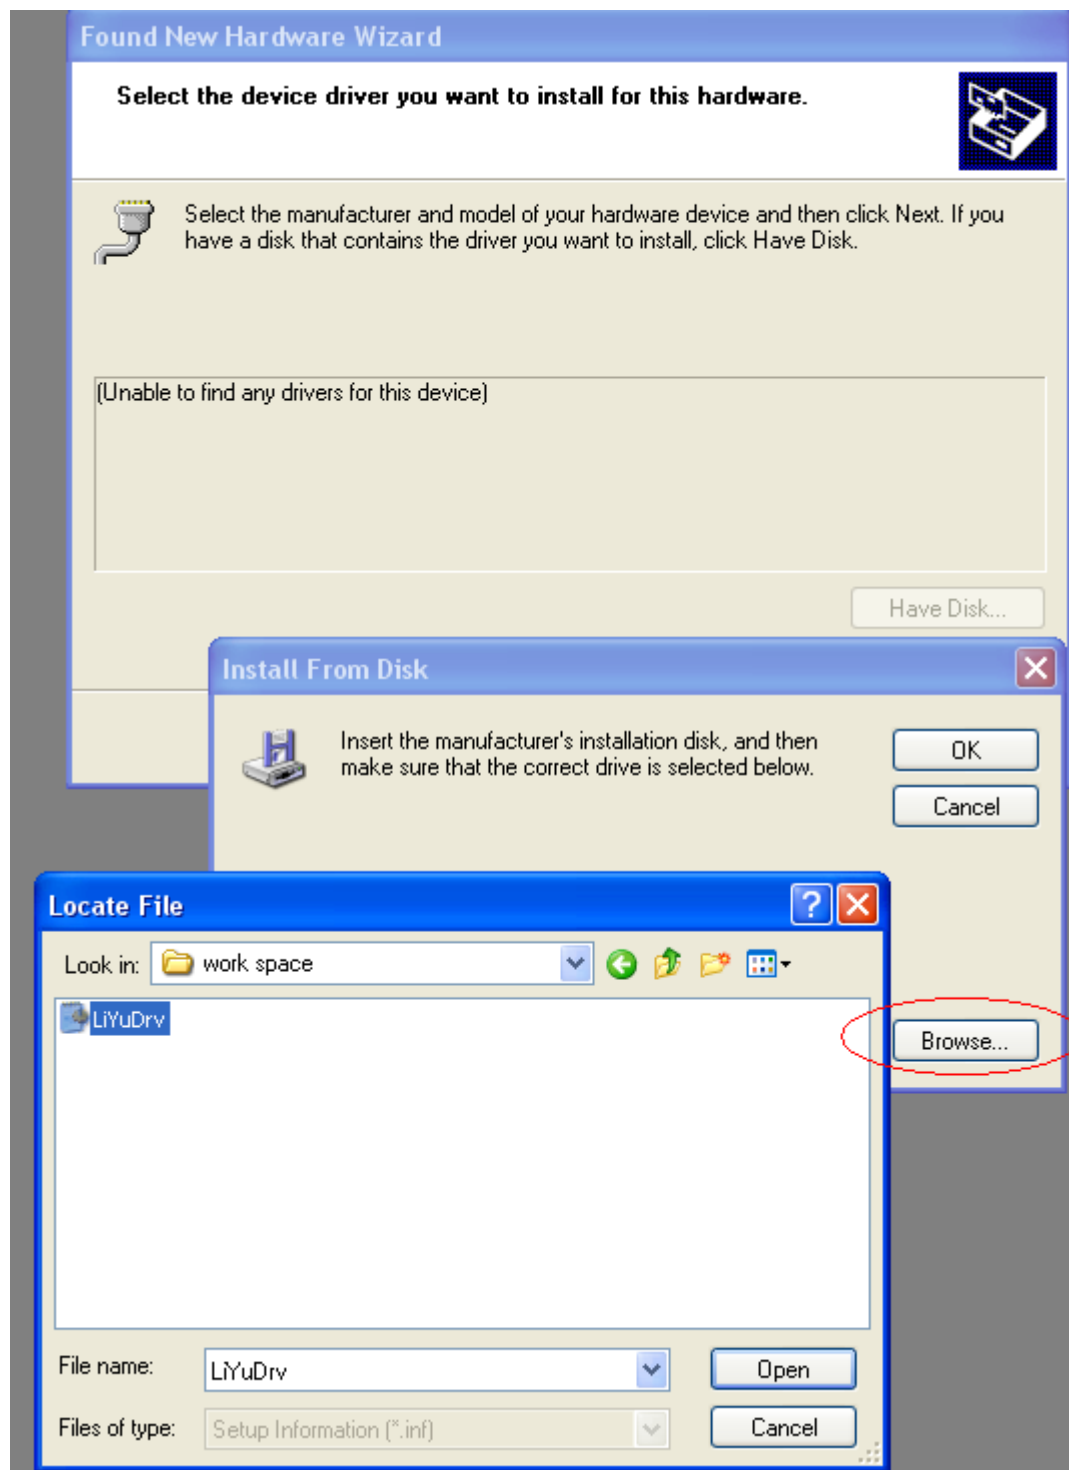 Found New Hardware Wizard
Select the device driver you want to install for this hardware.
Select the manufacturer and model of your hardware device and then click Next. If you
have a disk that contains the driver you want to install, click Have Disk.
(Unable to find any drivers for this device)
Have Disk...
Install From Disk
Insert the manufacturer's installation disk, and then
make sure that the correct drive is selected below.
OK
Cancel
Locate File
Look in:
work space
LiYuDrv
Browse...
File name:
LiYuDrv
Open
Files of type:
Setup Information (*.inf)
Cancel